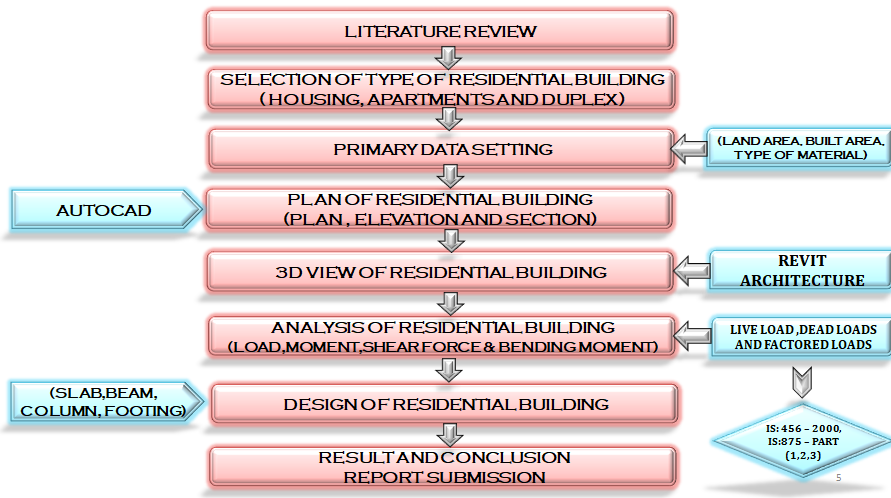 LITERATURE REVIEW
SELECTION OF TYPE OF RESIDENTIAL BUILDING
( HOUSING, APARTMENTS AND DUPLEX)
PRIMARY DATA SETTING
(LAND AREA, BUILT AREA,
TYPE OF MATERIAL)
AUTOCAD
PLAN OF RESIDENTIAL BUILDING
(PLAN , ELEVATION AND SECTION)
3D VIEW OF RESIDENTIAL BUILDING
REVIT
ARCHITECTURE
ANALYSIS OF RESIDENTIAL BUILDING
(LOAD,MOMENT,SHEAR FORCE & BENDING MOMENT)
LIVE LOAD ,DEAD LOADS
AND FACTORED LOADS
(SLAB,BEAM,
COLUMN, FOOTING)
DESIGN OF RESIDENTIAL BUILDING
IS: 456 – 2000,
IS:875 – PART
(1,2,3)
RESULT AND CONCLUSION
REPORT SUBMISSION
5